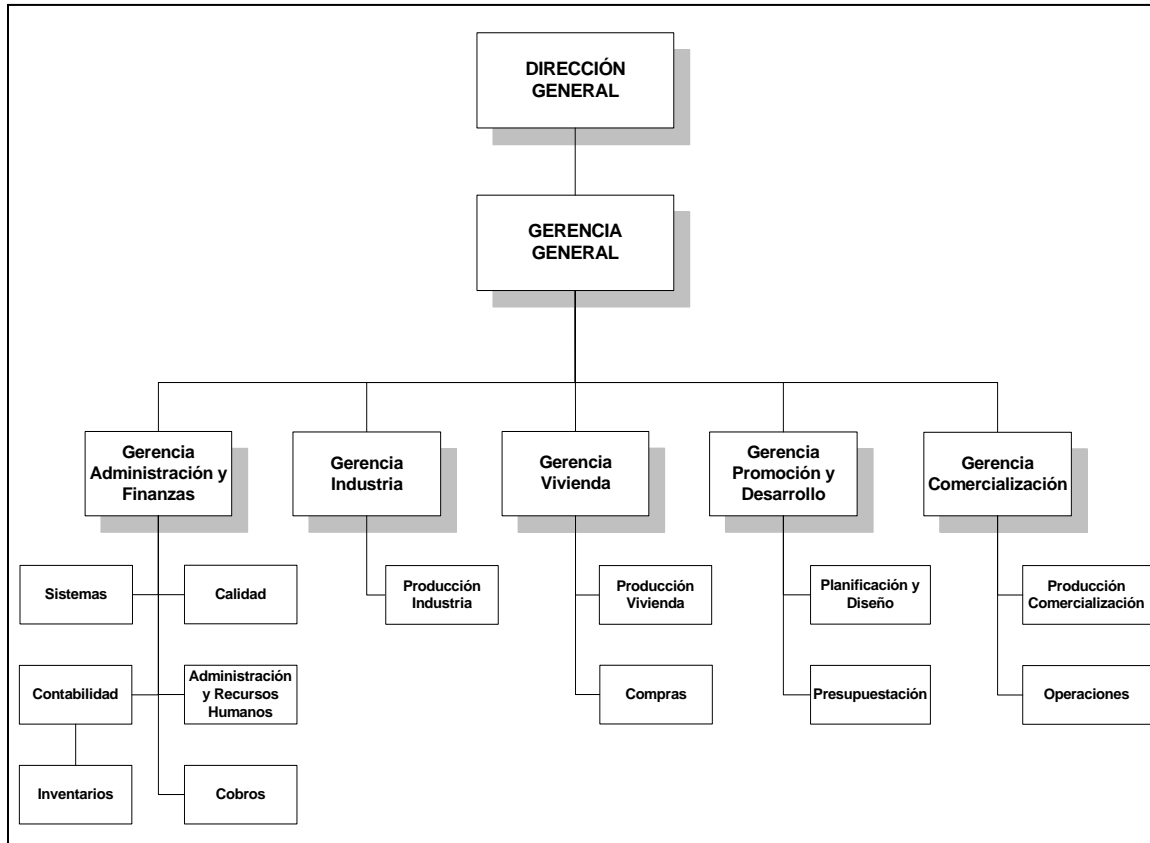 DIRECCIÓN
GENERAL
GERENCIA
GENERAL
Gerencia
Administración y
Finanzas
Gerencia
Industria
Gerencia
Vivienda
Gerencia
Promoción y
Desarrollo
Gerencia
Comercialización
Sistemas
Calidad
Producción
Industria
Producción
Vivienda
Planificación y
Diseño
Producción
Comercialización
Contabilidad
Administración
y Recursos
Humanos
Compras
Presupuestación
Operaciones
Inventarios
Cobros